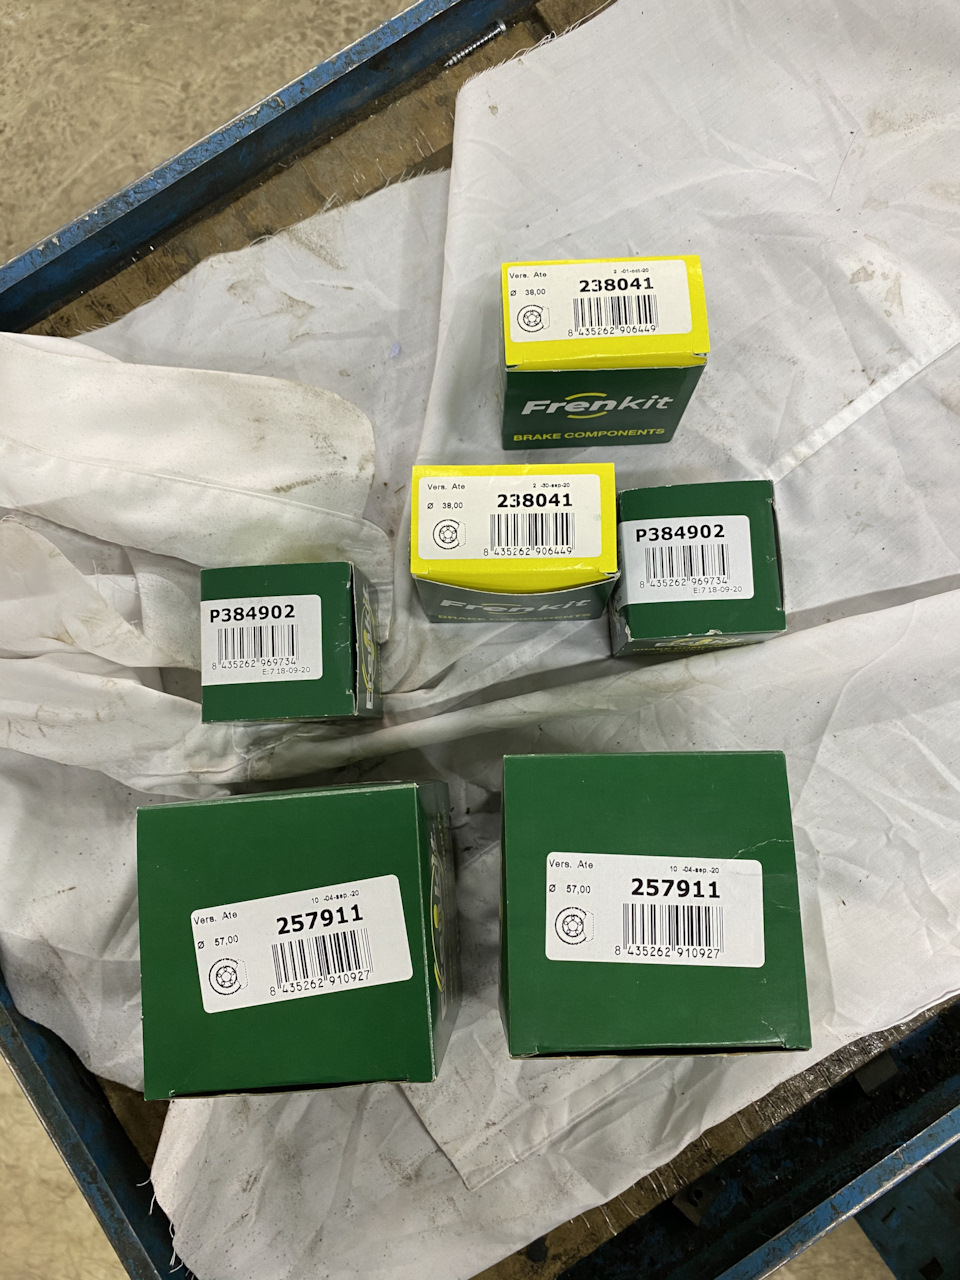 Vers. Ate
2 -01-oct-20
238041
Ø 38,00
8 435262 906449
Frenkit
BRAKE COMPONENTS
Vers. Ate
2 -30-sep-20
238041
Ø 38,00
8 435262 906449
Frenkit
BRAKE COMPONENTS
P384902
8 435262 969734
E:7 18-09-20
P384902
8 435262 969734
E:7 18-09-20
Vers. Ate
10 -04-sep.-20
257911
Ø 57,00
8 435262 910927
Vers. Ate
10 -04-sep.-20
257911
Ø 57,00
8 435262 910927